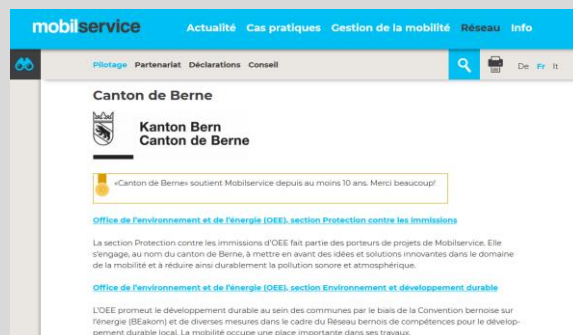 mobilservice
Actualité Cas pratiques Gestion de la mobilité Réseau Info
Pilotage Partenariat Déclarations Conseil
De Fr It
Canton de Berne
Kanton Bern
Canton de Berne
«Canton de Berne» soutient Mobilservice depuis au moins 10 ans. Merci beaucoup!
Office de l'environnement et de l'énergie (OEE), section Protection contre les immissions
La section Protection contre les immissions d'OEE fait partie des porteurs de projets de Mobilservice. Elle
s'engage, au nom du canton de Berne, à mettre en avant des idées et solutions innovantes dans le domaine
de la mobilité et à réduire ainsi durablement la pollution sonore et atmosphérique.
Office de l'environnement et de l'énergie (OEE), section Environnement et développement durable
L'OEE promeut le développement durable au sein des communes par le biais de la Convention bernoise sur
l'énergie (BEakom) et de diverses mesures dans le cadre du Réseau bernois de compétences pour le dévelop-
pement durable local. La mobilité occupe une place importante dans ses travaux.